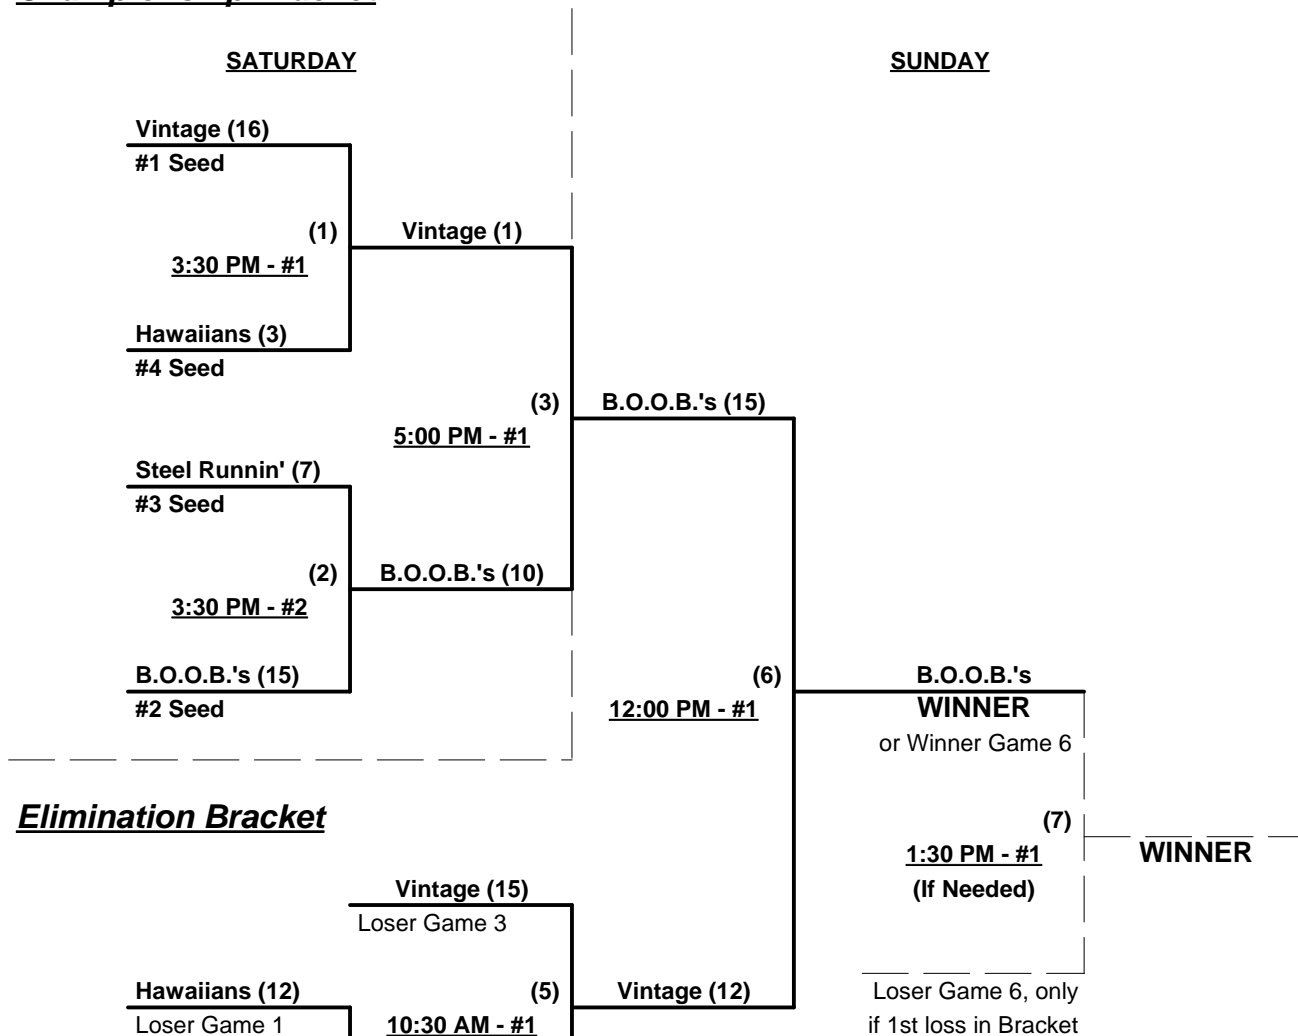 SATURDAY
SUNDAY
Vintage (16)
#1 Seed
(1)
Vintage (1)
3:30 PM - #1
Hawaiians (3)
#4 Seed
(3)
B.O.O.B.'s (15)
5:00 PM - #1
Steel Runnin' (7)
#3 Seed
(2)
B.O.O.B.'s (10)
3:30 PM - #2
B.O.O.B.'s (15)
#2 Seed
(6)
B.O.O.B.'s
12:00 PM - #1
WINNER
or Winner Game 6
Elimination Bracket
(7)
1:30 PM - #1
WINNER
(If Needed)
Vintage (15)
Loser Game 3
Hawaiians (12)
(5)
Vintage (12)
Loser Game 6, only
Loser Game 1
10:30 AM - #1
if 1st loss in Bracket